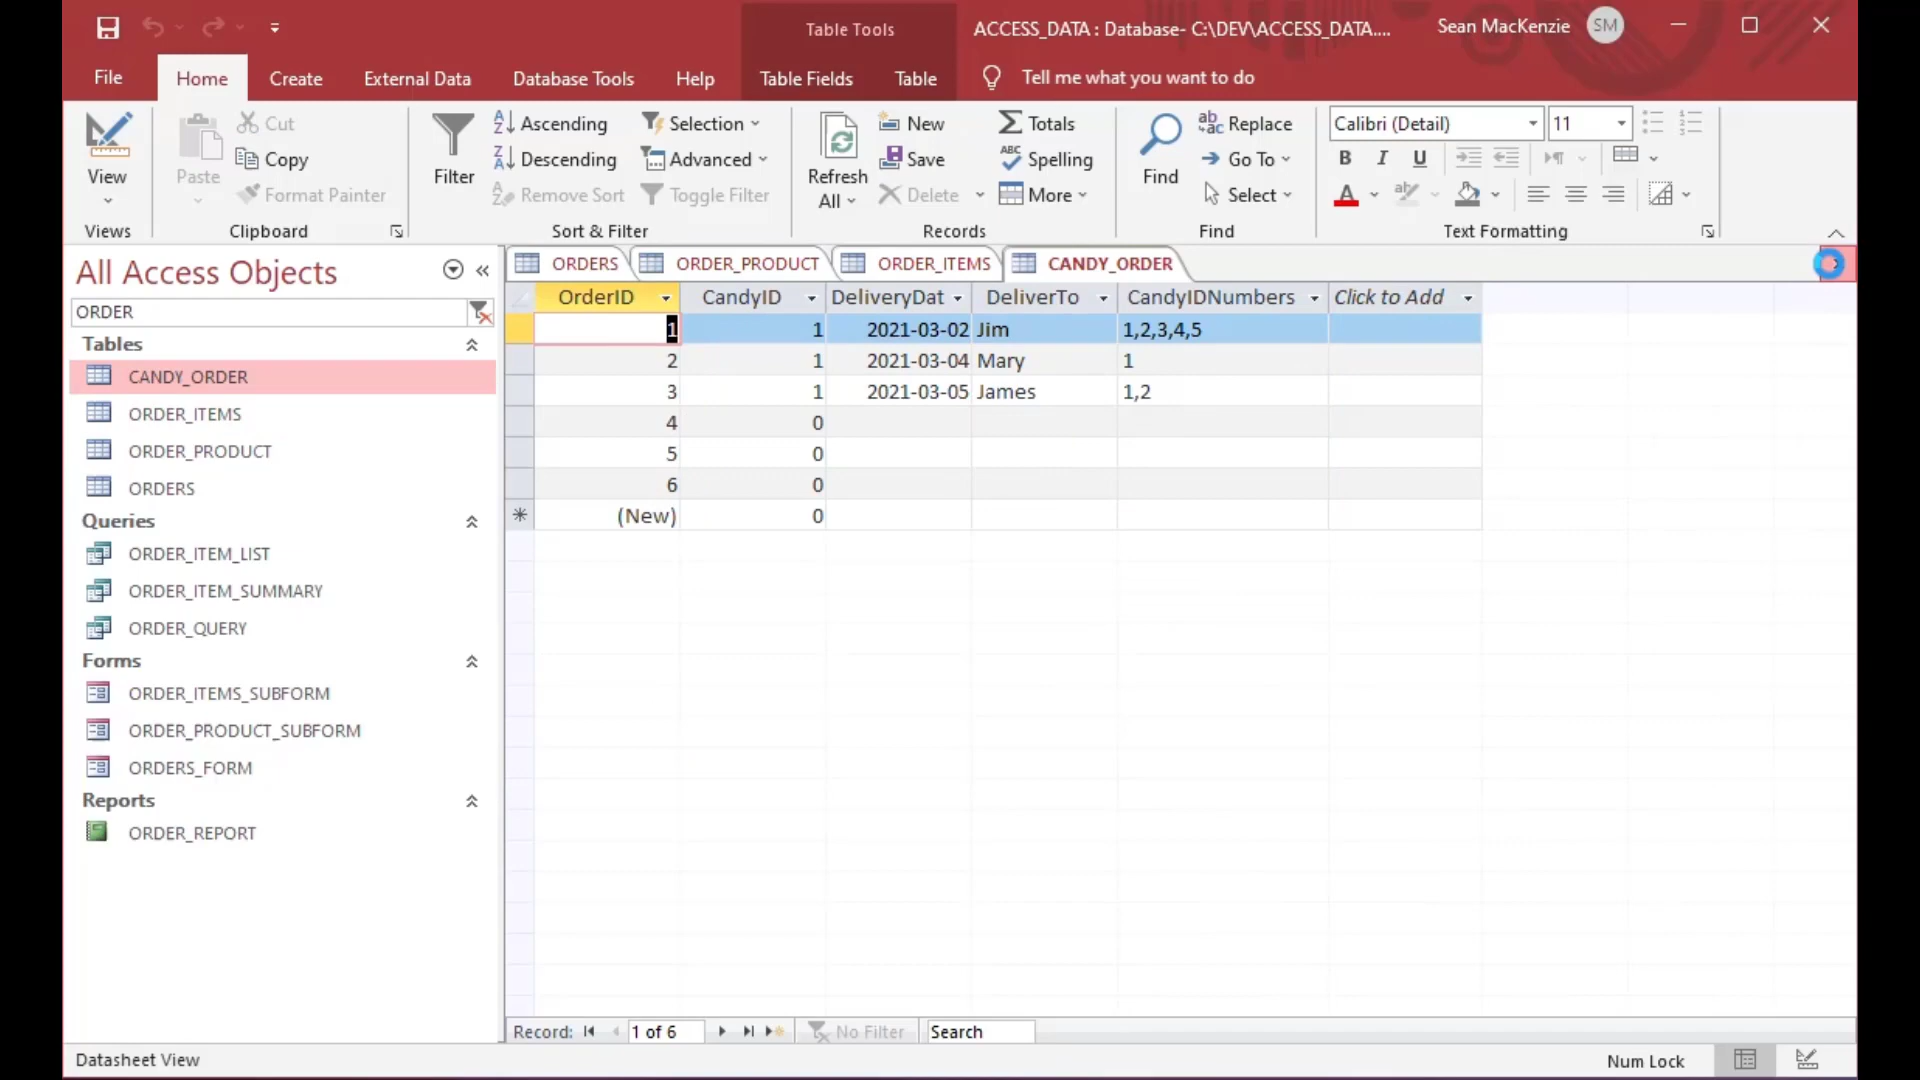 Table Tools
ACCESS_DATA : Database- C:\DEV\ACCESS_DATA....
Sean MacKenzie
SM
File
Home
Create
External Data
Database Tools
Help
Table Fields
Table
Tell me what you want to do
View
Views
Paste
Cut
Copy
Format Painter
Clipboard
Filter
Ascending
Descending
Remove Sort
Selection
Advanced
Toggle Filter
Sort & Filter
Refresh
All
New
Save
Delete
Totals
Spelling
More
Records
Find
Replace
Go To
Select
Find
Calibri (Detail)
11
B I U
Text Formatting
All Access Objects
ORDER
Tables
CANDY_ORDER
ORDER_ITEMS
ORDER_PRODUCT
ORDERS
Queries
ORDER_ITEM_LIST
ORDER_ITEM_SUMMARY
ORDER_QUERY
Forms
ORDER_ITEMS_SUBFORM
ORDER_PRODUCT_SUBFORM
ORDERS_FORM
Reports
ORDER_REPORT
ORDERS ORDER_PRODUCT ORDER_ITEMS CANDY_ORDER
OrderID CandyID DeliveryDat DeliverTo CandyIDNumbers Click to Add
1 1 2021-03-02 Jim 1,2,3,4,5
2 1 2021-03-04 Mary 1
3 1 2021-03-05 James 1,2
4 0
5 0
6 0
(New) 0
Record: 1 of 6 No Filter Search
Datasheet View
Num Lock